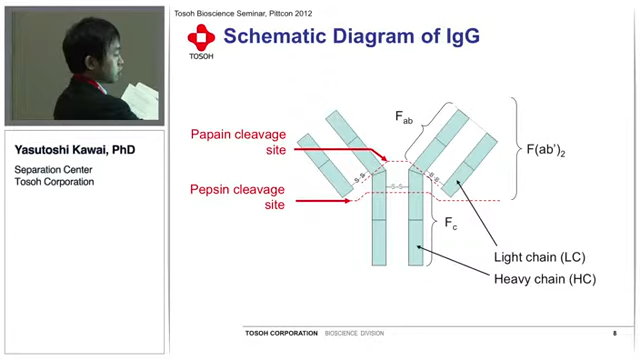 Tosoh Bioscience Seminar, Pittcon 2012
TOSOH
Schematic Diagram of IgG
Yasutoshi Kawai, PhD
Separation Center
Tosoh Corporation
Papain cleavage
site
Pepsin cleavage
site
Fab
F(ab')2
-S-S-
-S-S-
-S-S-
Fc
Light chain (LC)
Heavy chain (HC)
TOSOH CORPORATION BIOSCIENCE DIVISION
8